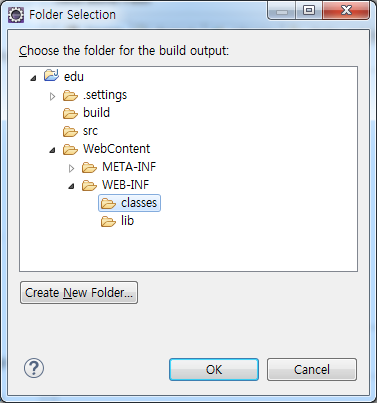 Folder Selection
Choose the folder for the build output:
edu
.settings
build
src
WebContent
META-INF
WEB-INF
classes
lib
Create New Folder...
?
OK
Cancel